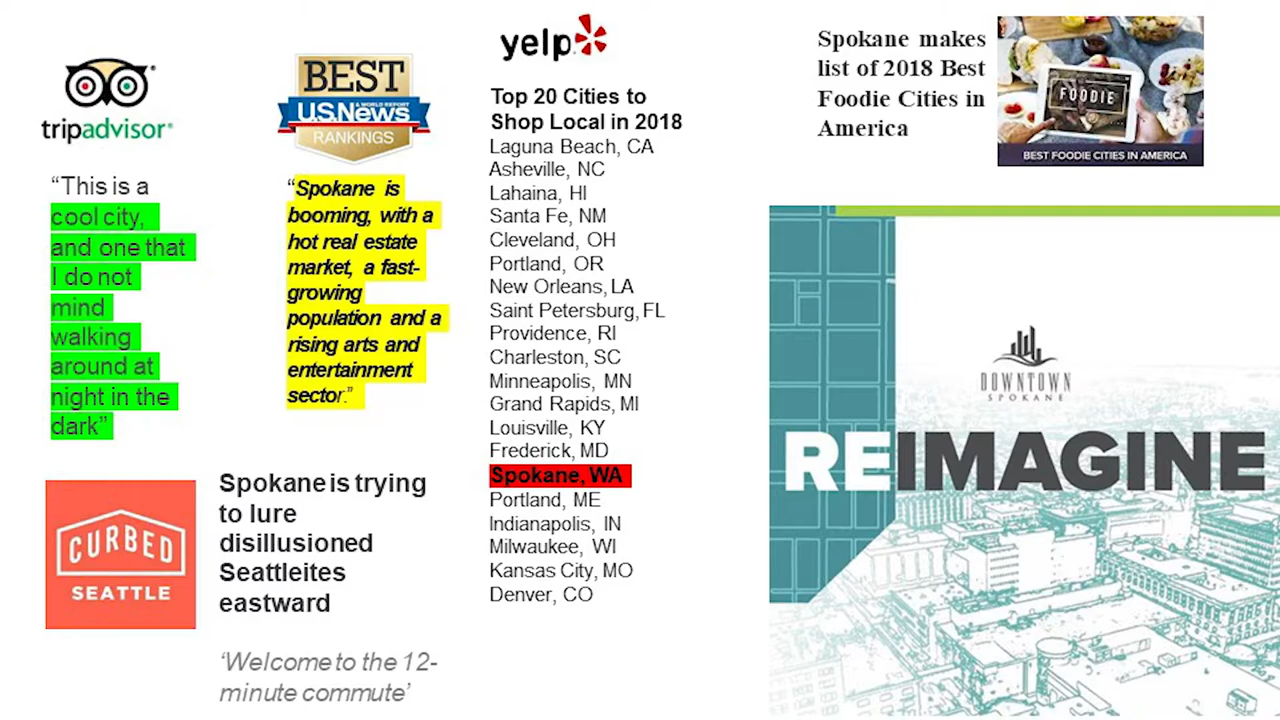 tripadvisor®
“This is a
cool city,
and one that
I do not
mind
walking
around at
night in the
dark”
BEST
U.S.News
& WORLD REPORT
RANKINGS
“Spokane is
booming, with a
hot real estate
market, a fast-
growing
population and a
rising arts and
entertainment
sector.”
CURBED
SEATTLE
Spokane is trying
to lure
disillusioned
Seattleites
eastward
‘Welcome to the 12-
minute commute’
yelp
Top 20 Cities to
Shop Local in 2018
Laguna Beach, CA
Asheville, NC
Lahaina, HI
Santa Fe, NM
Cleveland, OH
Portland, OR
New Orleans, LA
Saint Petersburg, FL
Providence, RI
Charleston, SC
Minneapolis, MN
Grand Rapids, MI
Louisville, KY
Frederick, MD
Spokane, WA
Portland, ME
Indianapolis, IN
Milwaukee, WI
Kansas City, MO
Denver, CO
Spokane makes
list of 2018 Best
Foodie Cities in
America
FOODIE
BEST FOODIE CITIES IN AMERICA
DOWNTOWN
SPOKANE
REIMAGINE